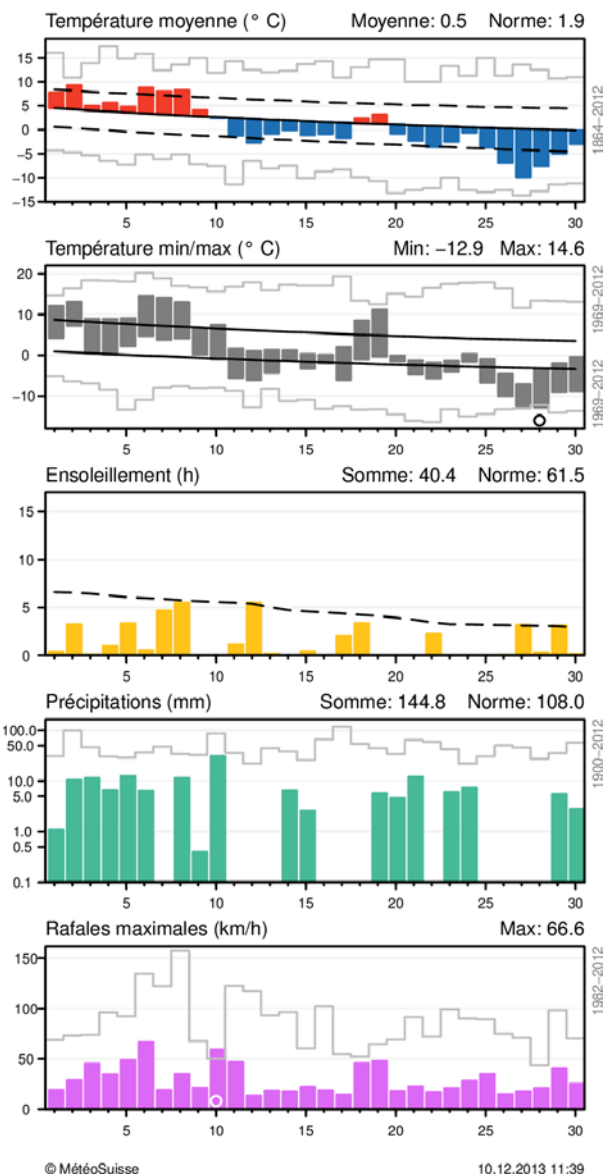 Température moyenne (° C) Moyenne: 0.5 Norme: 1.9
15
10
5
0
−5
−10
−15
1864−2012
5 10 15 20 25 30
Température min/max (° C) Min: −12.9 Max: 14.6
20
10
0
−10
1969−2012
1969−2012
5 10 15 20 25 30
Ensoleillement (h) Somme: 40.4 Norme: 61.5
15
10
5
0
5 10 15 20 25 30
Précipitations (mm) Somme: 144.8 Norme: 108.0
100.0
50.0
10.0
5.0
1.0
0.5
0.1
1900−2012
5 10 15 20 25 30
Rafales maximales (km/h) Max: 66.6
150
100
50
0
1982−2012
5 10 15 20 25 30
© MétéoSuisse 10.12.2013 11:39